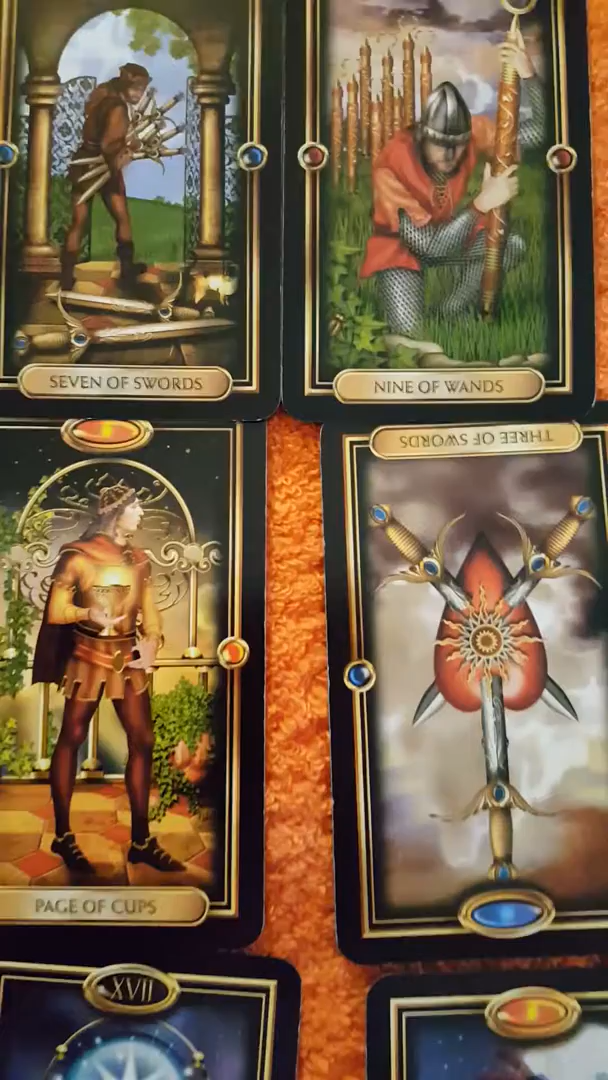 SEVEN OF SWORDS
NINE OF WANDS
THREE OF SWORDS
PAGE OF CUPS
XVII